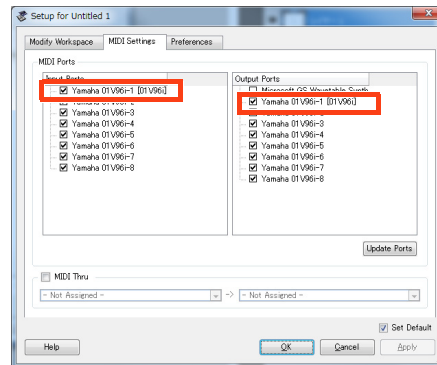 Setup for Untitled 1
Modify Workspace MIDI Settings Preferences
MIDI Ports
Input Ports
Yamaha 01V96i-1 [01V96i]
Yamaha 01V96i-2
Yamaha 01V96i-3
Yamaha 01V96i-4
Yamaha 01V96i-5
Yamaha 01V96i-6
Yamaha 01V96i-7
Yamaha 01V96i-8
Output Ports
Microsoft GS Wavetable Synth
Yamaha 01V96i-1 [01V96i]
Yamaha 01V96i-3
Yamaha 01V96i-4
Yamaha 01V96i-5
Yamaha 01V96i-6
Yamaha 01V96i-7
Yamaha 01V96i-8
Update Ports
MIDI Thru
- Not Assigned - -> - Not Assigned -
Set Default
Help OK Cancel Apply